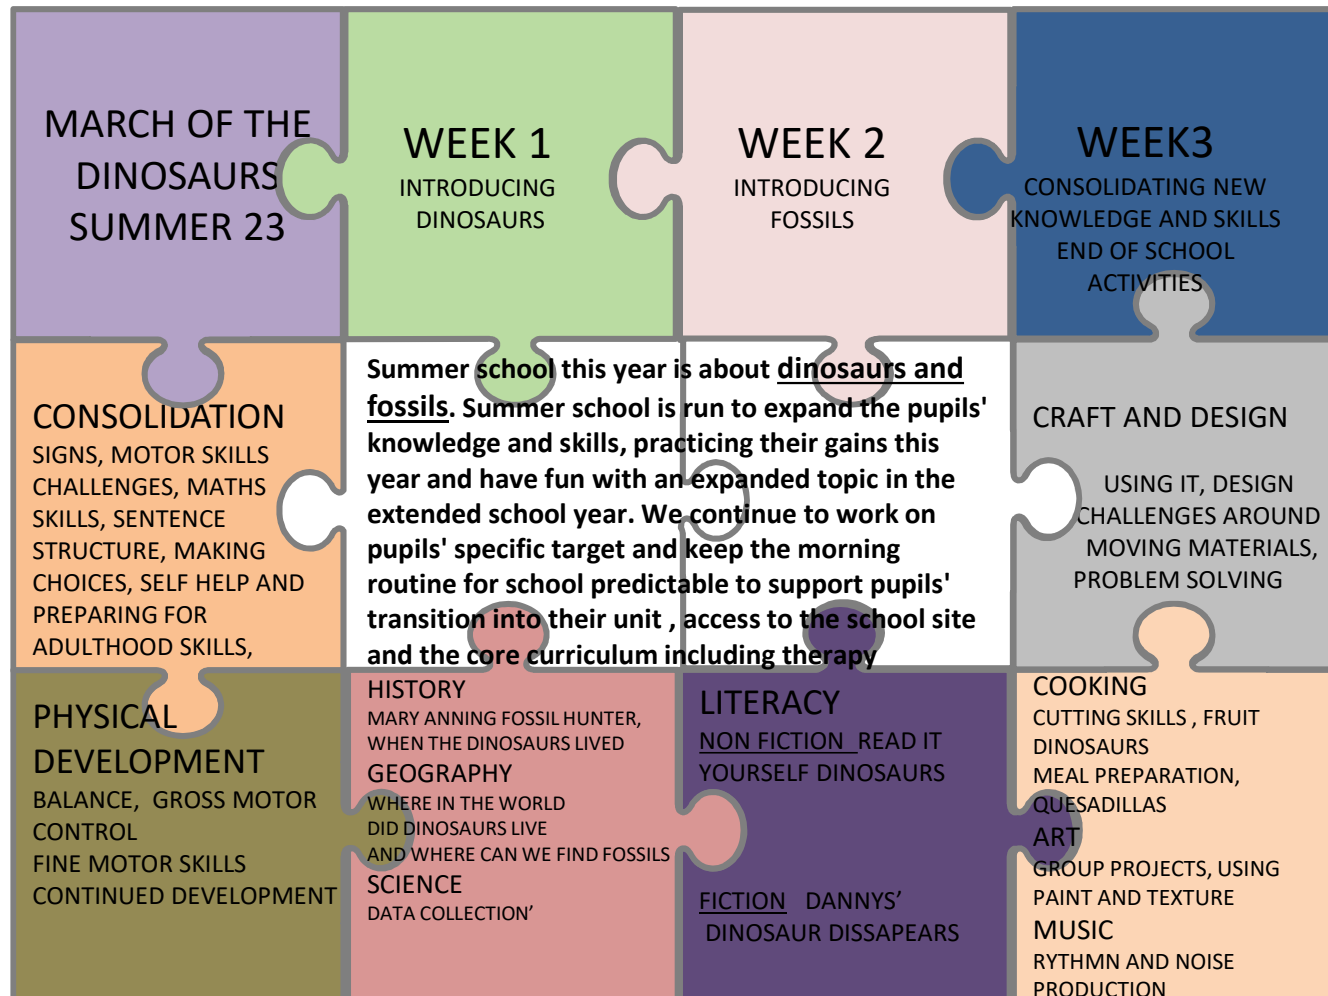 MARCH OF THE
DINOSAURS
SUMMER 23
WEEK 1
INTRODUCING
DINOSAURS
WEEK 2
INTRODUCING
FOSSILS
WEEK3
CONSOLIDATING NEW
KNOWLEDGE AND SKILLS
END OF SCHOOL
ACTIVITIES
CONSOLIDATION
SIGNS, MOTOR SKILLS
CHALLENGES, MATHS
SKILLS, SENTENCE
STRUCTURE, MAKING
CHOICES, SELF HELP AND
PREPARING FOR
ADULTHOOD SKILLS,
Summer school this year is about dinosaurs and
fossils. Summer school is run to expand the pupils'
knowledge and skills, practicing their gains this
year and have fun with an expanded topic in the
extended school year. We continue to work on
pupils' specific target and keep the morning
routine for school predictable to support pupils'
transition into their unit , access to the school site
and the core curriculum including therapy
CRAFT AND DESIGN
USING IT, DESIGN
CHALLENGES AROUND
MOVING MATERIALS,
PROBLEM SOLVING
PHYSICAL
DEVELOPMENT
BALANCE, GROSS MOTOR
CONTROL
FINE MOTOR SKILLS
CONTINUED DEVELOPMENT
HISTORY
MARY ANNING FOSSIL HUNTER,
WHEN THE DINOSAURS LIVED
GEOGRAPHY
WHERE IN THE WORLD
DID DINOSAURS LIVE
AND WHERE CAN WE FIND FOSSILS
SCIENCE
DATA COLLECTION’
LITERACY
NON FICTION READ IT
YOURSELF DINOSAURS
FICTION DANNYS’
DINOSAUR DISSAPEARS
COOKING
CUTTING SKILLS , FRUIT
DINOSAURS
MEAL PREPARATION,
QUESADILLAS
ART
GROUP PROJECTS, USING
PAINT AND TEXTURE
MUSIC
RYTHMN AND NOISE
PRODUCTION